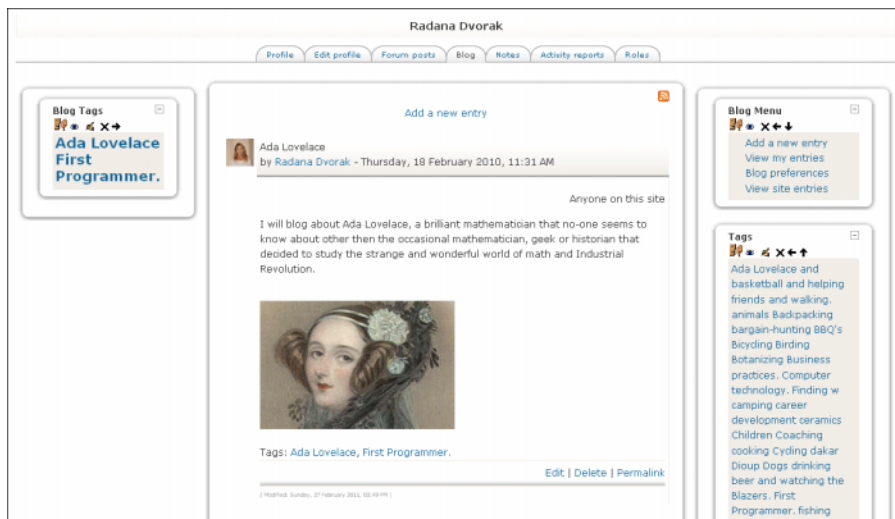 Radana Dvorak
Profile Edit profile Forum posts Blog Notes Activity reports Roles
Blog Tags
Ada Lovelace
First
Programmer.
Add a new entry
Ada Lovelace
by Radana Dvorak - Thursday, 18 February 2010, 11:31 AM
Anyone on this site
I will blog about Ada Lovelace, a brilliant mathematician that no-one seems to
know about other then the occasional mathematician, geek or historian that
decided to study the strange and wonderful world of math and Industrial
Revolution.
Tags: Ada Lovelace, First Programmer.
Edit | Delete | Permalink
Blog Menu
Add a new entry
View my entries
Blog preferences
View site entries
Tags
Ada Lovelace and
basketball and helping
friends and walking.
animals Backpacking
bargain-hunting BBQ's
Bicycling Birding
Botanizing Business
practices. Computer
technology. Finding w
camping career
development ceramics
Children Coaching
cooking Cycling dakar
Dioup Dogs drinking
beer and watching the
Blazers. First
Programmer. fishing